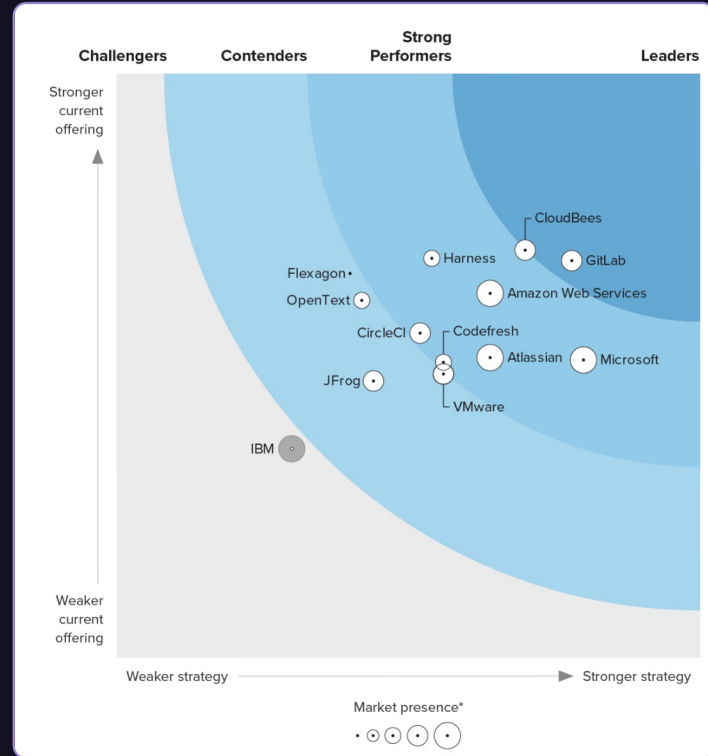 Challengers
Contenders
Strong
Performers
Leaders
Stronger
current
offering
CloudBees
Harness
GitLab
Flexagon
Amazon Web Services
OpenText
CircleCI
Codefresh
Atlassian
Microsoft
JFrog
VMware
IBM
Weaker
current
offering
Weaker strategy
Stronger strategy
Market presence*